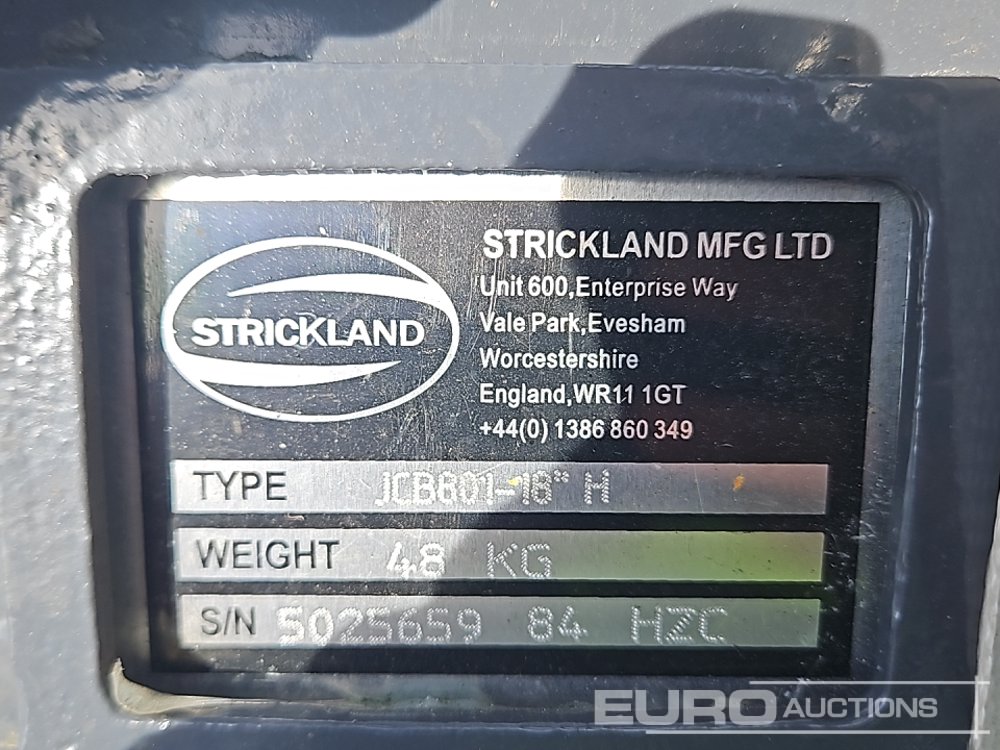 STRICKLAND
STRICKLAND MFG LTD
Unit 600,Enterprise Way
Vale Park,Evesham
Worcestershire
England,WR11 1GT
+44(0) 1386 860 349
TYPE JCB801-18" H
WEIGHT 48 KG
S/N 5025659 84 HZC
EURO AUCTIONS